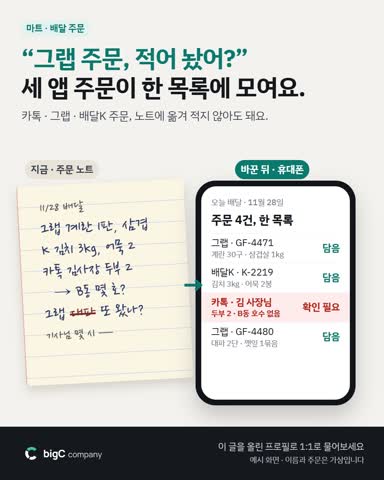 마트 · 배달 주문
“그랩 주문, 적어 놨어?”
세 앱 주문이 한 목록에 모여요.
카톡 · 그랩 · 배달K 주문, 노트에 옮겨 적지 않아도 돼요.
지금 · 주문 노트
11/28 배달
그랩 계란 1판, 삼겹
K 김치 3kg, 어묵 2
카톡 김사장 두부 2
→ B동 몇 호?
그랩 대파 또 왔나?
기사님 몇 시 —
바꾼 뒤 · 휴대폰
오늘 배달 · 11월 28일
주문 4건, 한 목록
그랩 · GF-4471
계란 30구 · 삼겹살 1kg
담음
배달K · K-2219
김치 3kg · 어묵 2봉
담음
카톡 · 김 사장님
두부 2 · B동 호수 없음
확인 필요
그랩 · GF-4480
대파 2단 · 깻잎 1묶음
담음
bigC company
이 글을 올린 프로필로 1:1로 물어보세요
예시 화면 · 이름과 주문은 가상입니다